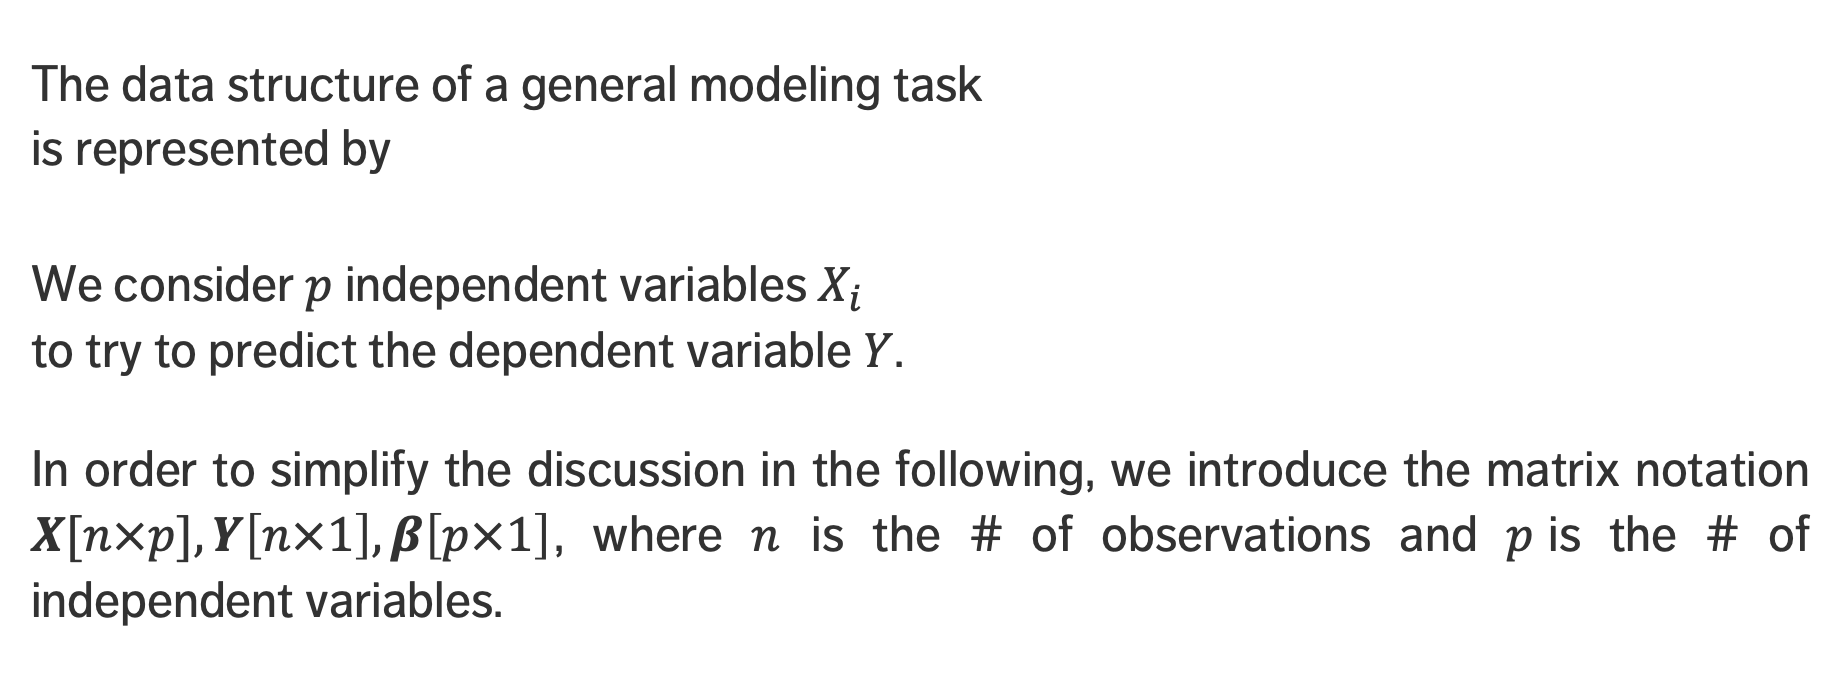 The data structure of a general modeling task
is represented by
We consider p independent variables Xᵢ
to try to predict the dependent variable Y.
In order to simplify the discussion in the following, we introduce the matrix notation
X[n×p], Y[n×1], β[p×1], where n is the # of observations and p is the # of
independent variables.